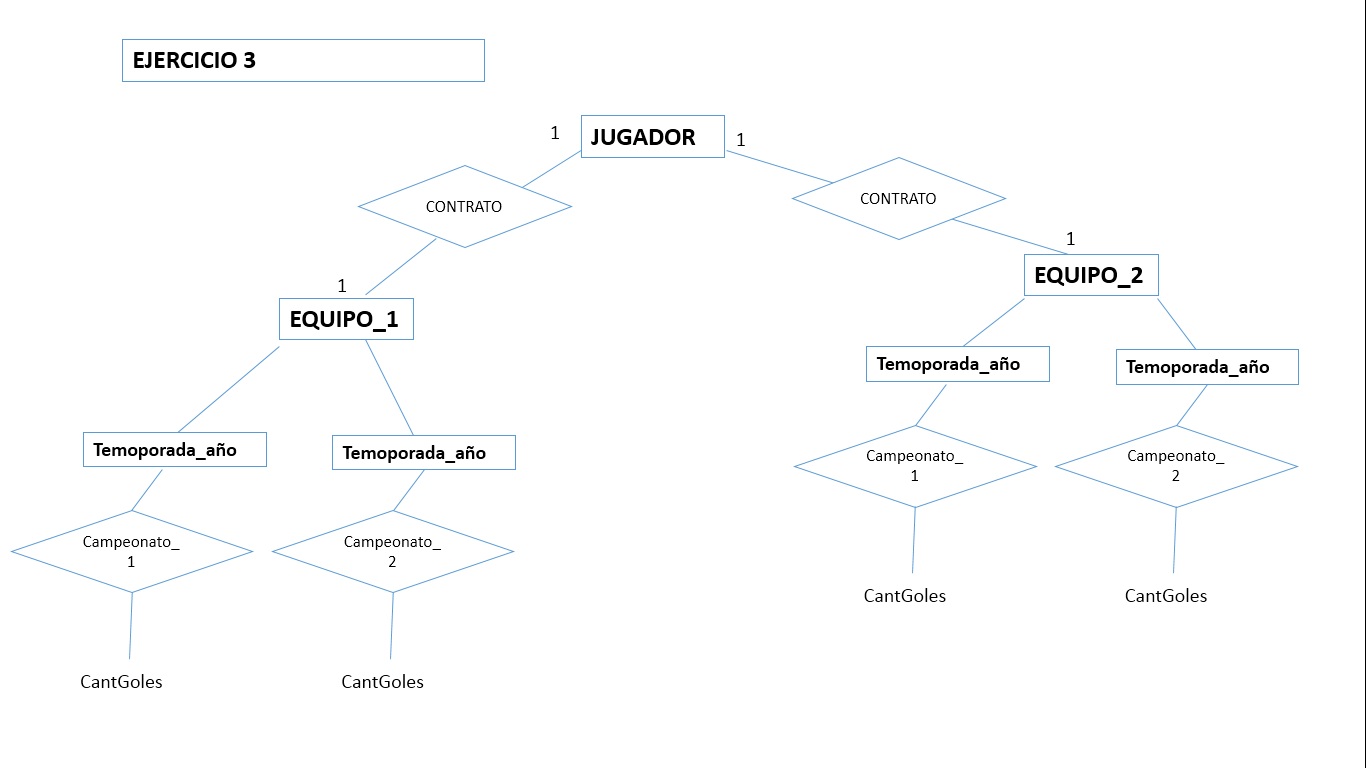 EJERCICIO 3
1
JUGADOR
1
CONTRATO
CONTRATO
1
EQUIPO_2
1
EQUIPO_1
Temoporada_año
Temoporada_año
Temoporada_año
Temoporada_año
Campeonato_
1
Campeonato_
2
Campeonato_
1
Campeonato_
2
CantGoles
CantGoles
CantGoles
CantGoles